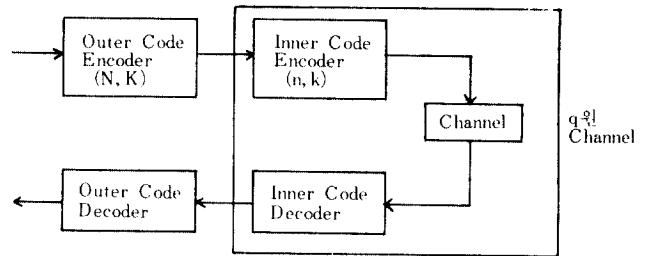 Outer Code
Encoder
(N, K)
Inner Code
Encoder
(n, k)
Channel
q원
Channel
Outer Code
Decoder
Inner Code
Decoder